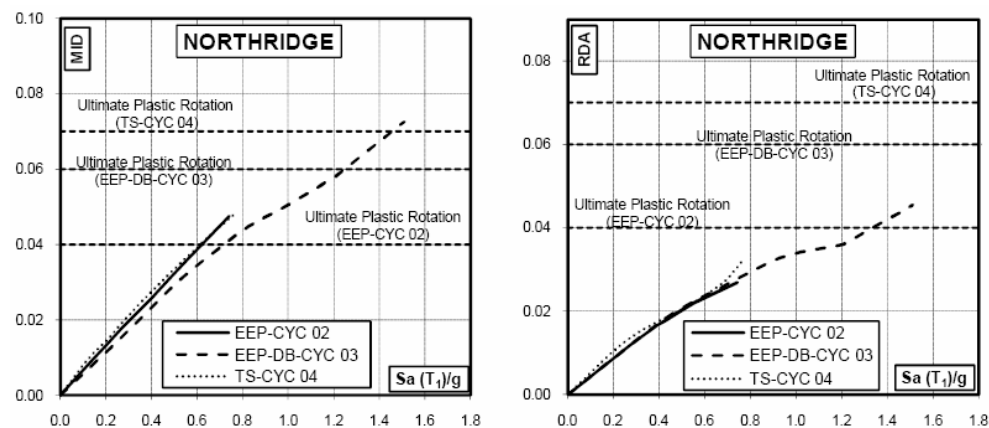 0.10
MID
NORTHRIDGE
0.08
Ultimate Plastic Rotation
(TS-CYC 04)
0.06
Ultimate Plastic Rotation
(EEP-DB-CYC 03)
Ultimate Plastic Rotation
(EEP-CYC 02)
0.04
0.02
EEP-CYC 02
EEP-DB-CYC 03
TS-CYC 04
Sa (T1)/g
0.00
0.0 0.2 0.4 0.6 0.8 1.0 1.2 1.4 1.6 1.8
RDA
NORTHRIDGE
0.08
Ultimate Plastic Rotation
(TS-CYC 04)
0.06
Ultimate Plastic Rotation
(EEP-DB-CYC 03)
Ultimate Plastic Rotation
(EEP-CYC 02)
0.04
0.02
EEP-CYC 02
EEP-DB-CYC 03
TS-CYC 04
Sa (T1)/g
0.00
0.0 0.2 0.4 0.6 0.8 1.0 1.2 1.4 1.6 1.8